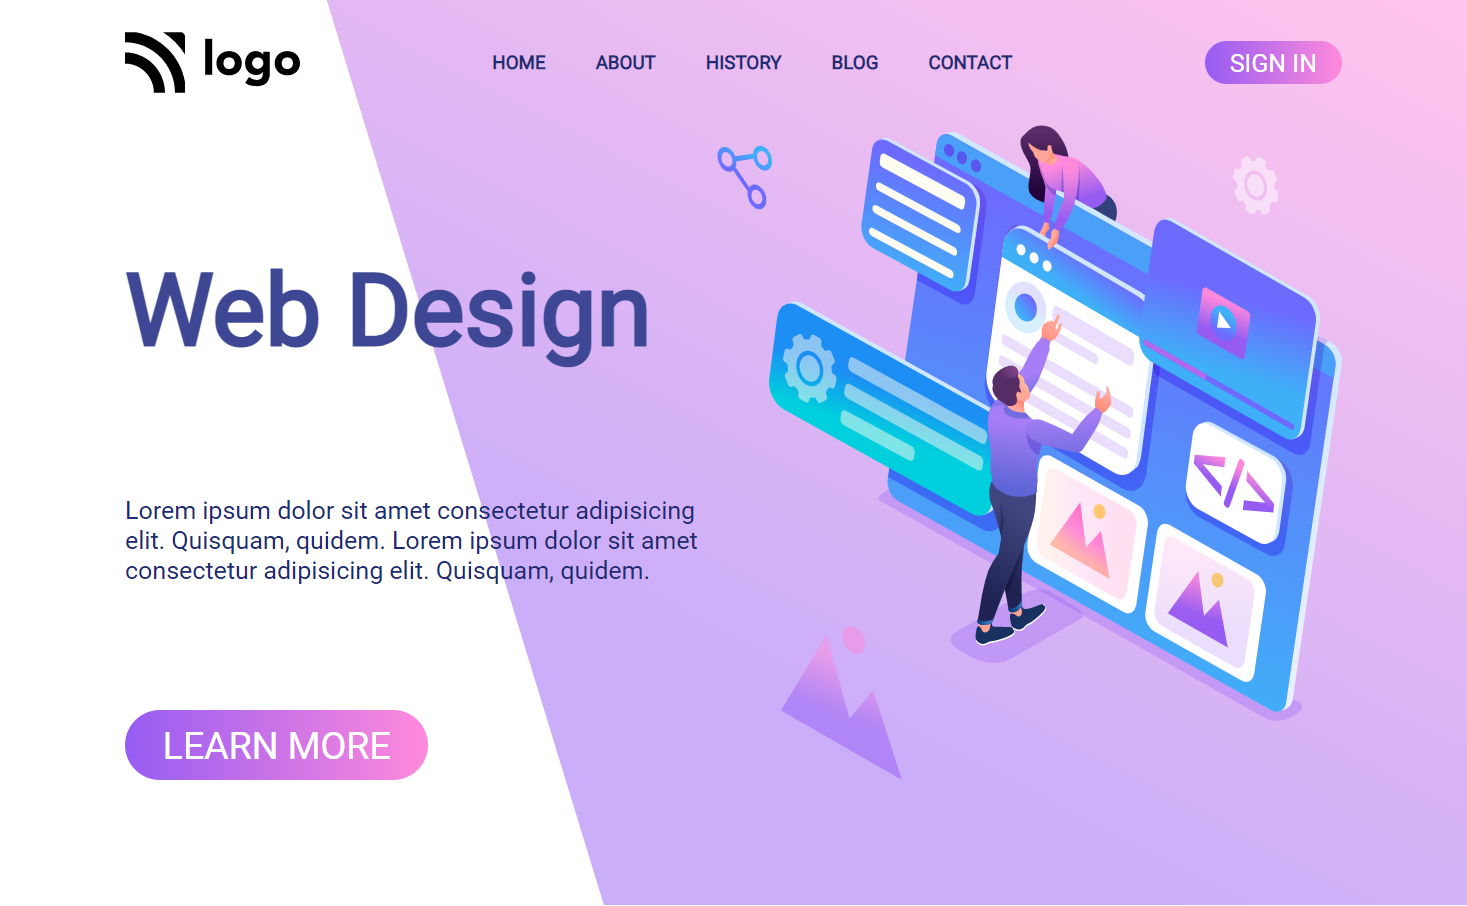 logo
HOME ABOUT HISTORY BLOG CONTACT
SIGN IN
Web Design
Lorem ipsum dolor sit amet consectetur adipisicing
elit. Quisquam, quidem. Lorem ipsum dolor sit amet
consectetur adipisicing elit. Quisquam, quidem.
LEARN MORE
</>